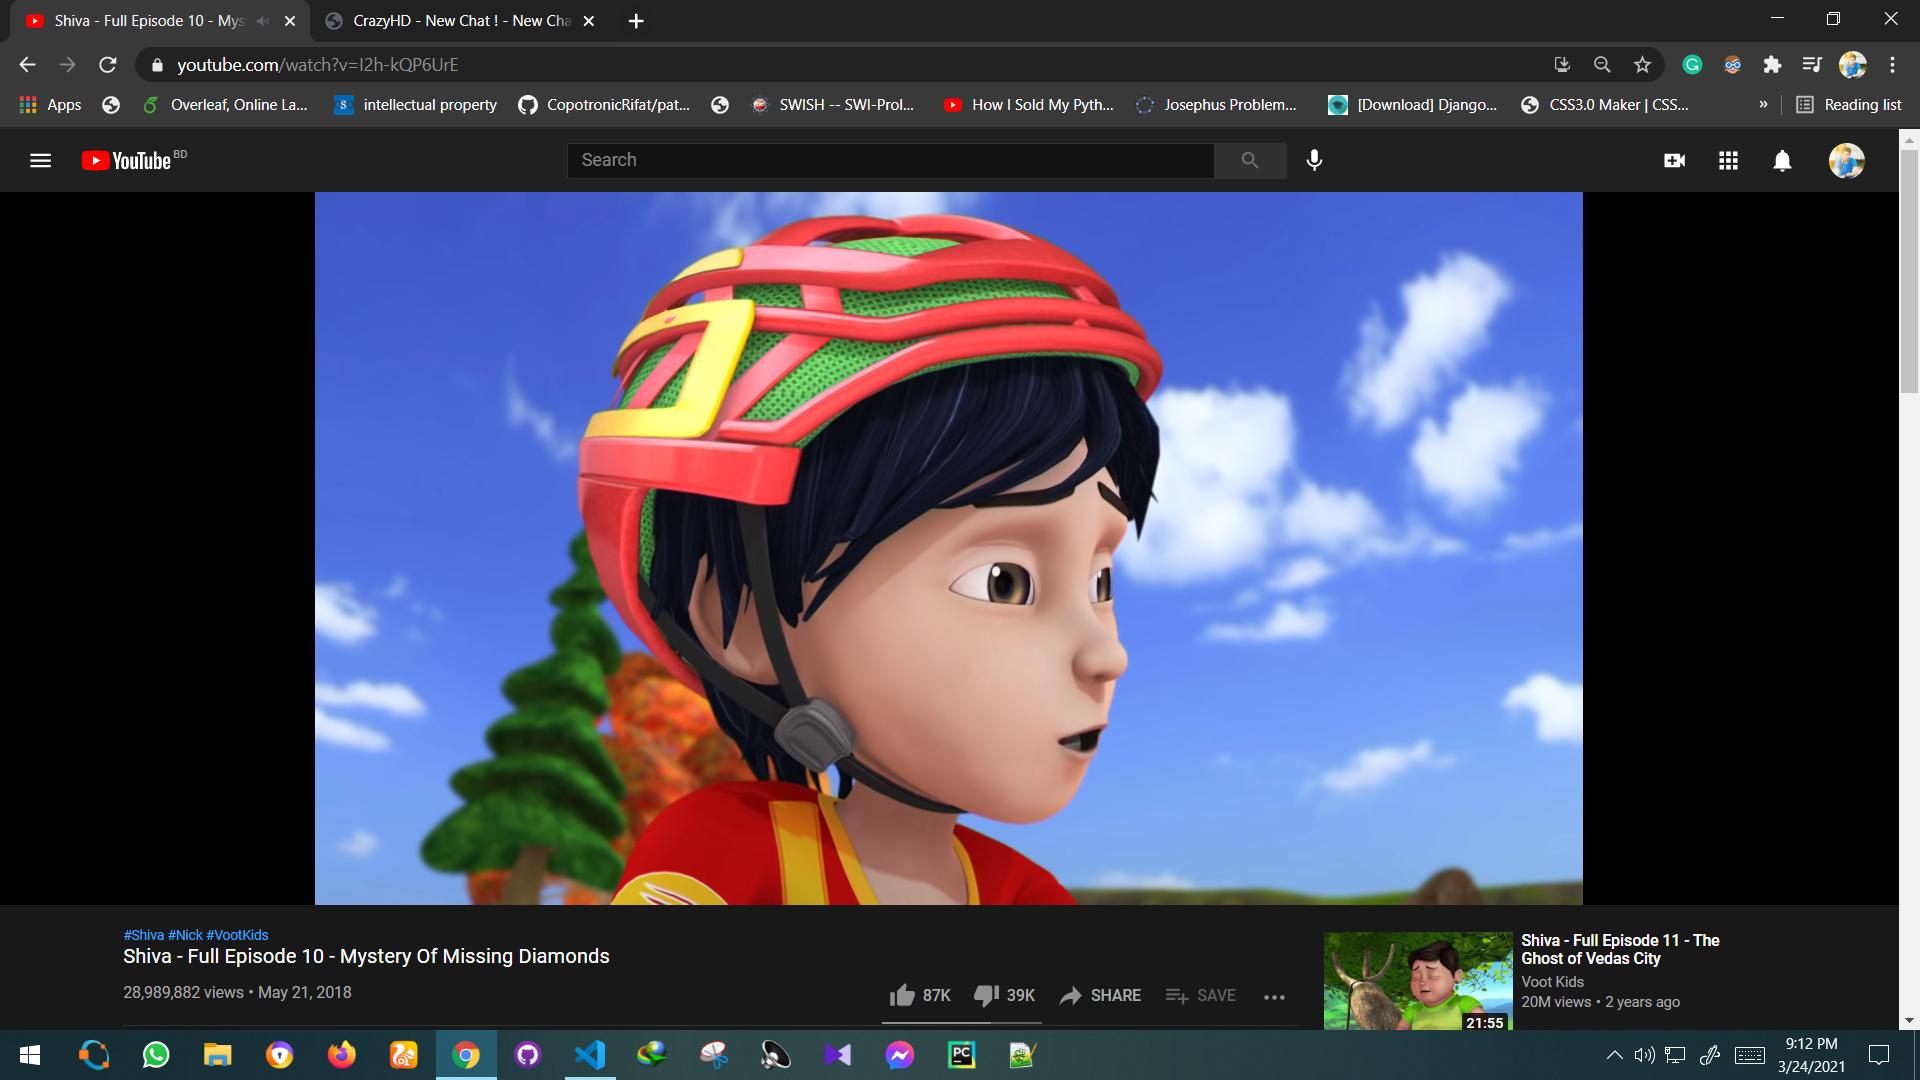 Shiva - Full Episode 10 - Mys
CrazyHD - New Chat ! - New Cha
youtube.com/watch?v=I2h-kQP6UrE
Apps
Overleaf, Online La...
intellectual property
CopotronicRifat/pat...
SWISH -- SWI-Prol...
How I Sold My Pyth...
Josephus Problem...
[Download] Django...
CSS3.0 Maker | CSS...
»
Reading list
YouTube BD
Search
#Shiva #Nick #VootKids
Shiva - Full Episode 10 - Mystery Of Missing Diamonds
28,989,882 views • May 21, 2018
87K
39K
SHARE
SAVE
Shiva - Full Episode 11 - The
Ghost of Vedas City
Voot Kids
20M views • 2 years ago
21:55
PC
9:12 PM
3/24/2021